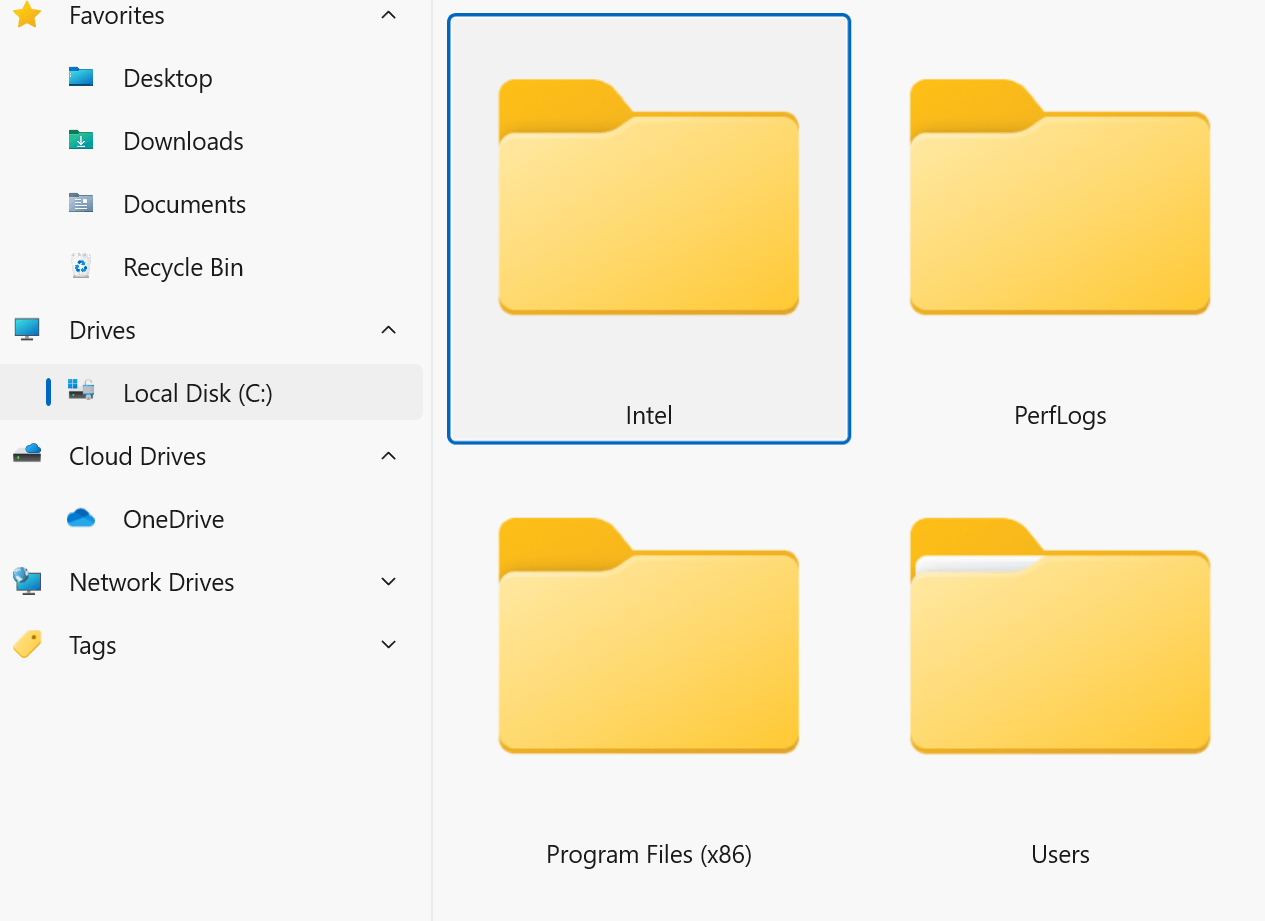 Favorites
Desktop
Downloads
Documents
Recycle Bin
Drives
Local Disk (C:)
Cloud Drives
OneDrive
Network Drives
Tags
Intel
PerfLogs
Program Files (x86)
Users